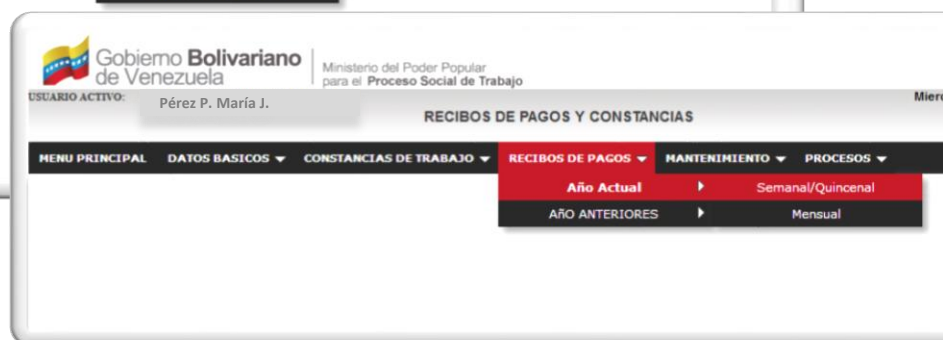 Gobierno Bolivariano
de Venezuela
Ministerio del Poder Popular
para el Proceso Social de Trabajo
USUARIO ACTIVO:
Pérez P. María J.
Mierc
RECIBOS DE PAGOS Y CONSTANCIAS
MENU PRINCIPAL DATOS BASICOS CONSTANCIAS DE TRABAJO RECIBOS DE PAGOS MANTENIMIENTO PROCESOS
Año Actual Semanal/Quincenal
AñO ANTERIORES Mensual